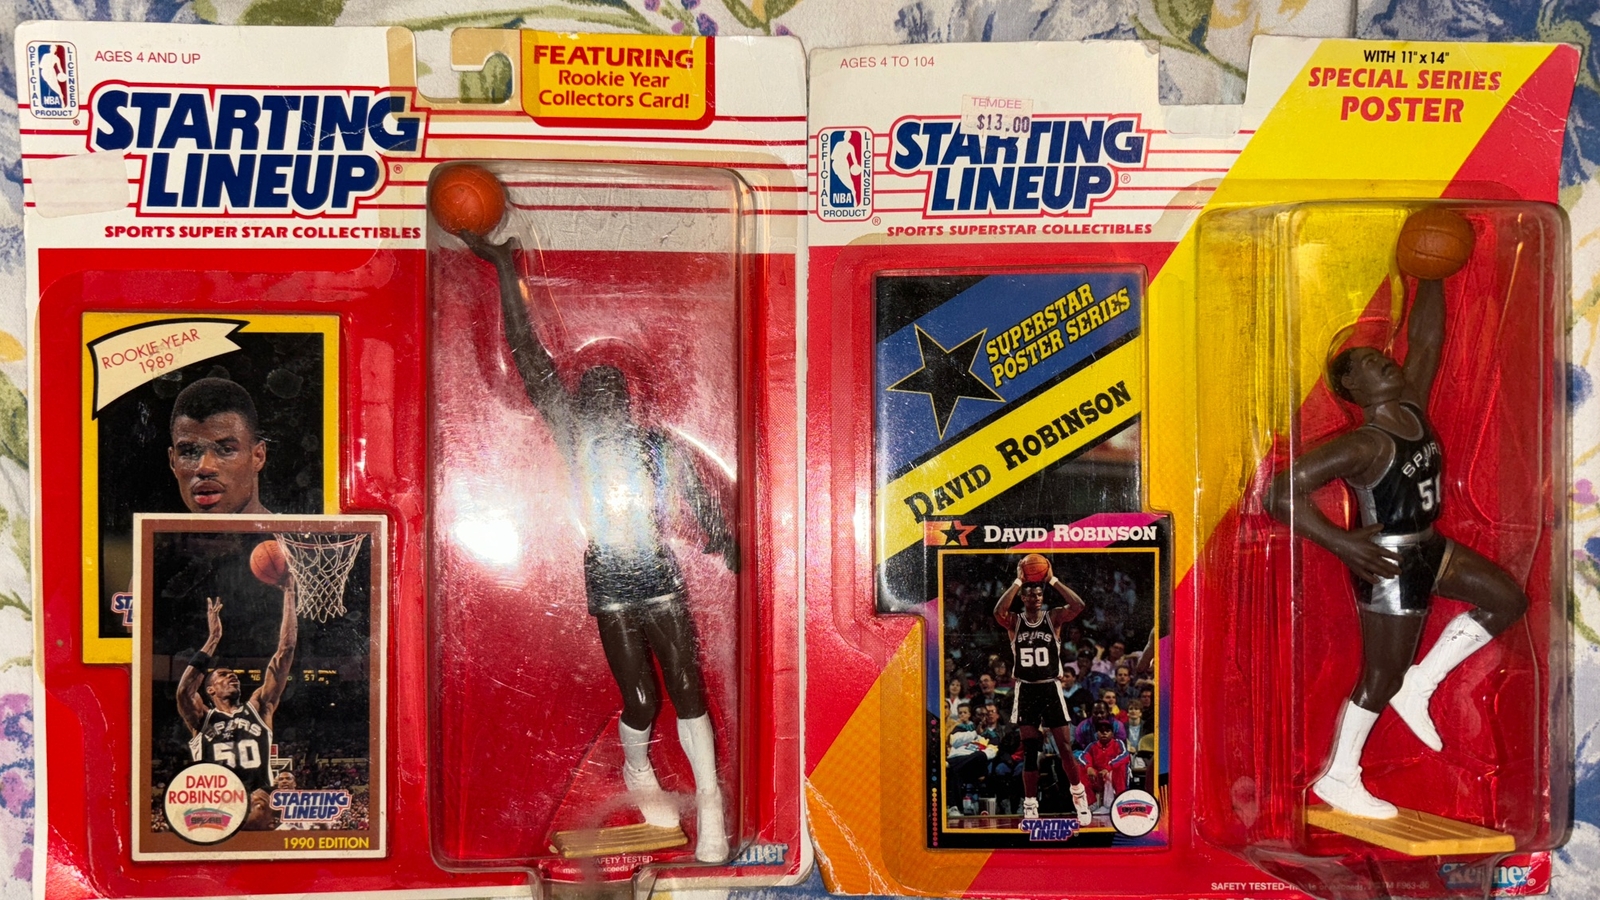 OFFICIAL LICENSED
NBA
PRODUCT
AGES 4 AND UP
FEATURING
Rookie Year
Collectors Card!
STARTING
LINEUP®
SPORTS SUPER STAR COLLECTIBLES
ROOKIE YEAR
1989
ST
L
SPURS
50
DAVID
ROBINSON
STARTING
LINEUP
1990 EDITION
SAFETY TESTED
AGES 4 TO 104
WITH 11" x 14"
SPECIAL SERIES
POSTER
TEMDEE
$13.00
OFFICIAL LICENSED
NBA
PRODUCT
STARTING
LINEUP®
SPORTS SUPERSTAR COLLECTIBLES
SUPERSTAR
POSTER SERIES
DAVID ROBINSON
DAVID ROBINSON
SPURS
50
STARTING
LINEUP
SPURS
50
SAFETY TESTED
Kenner®